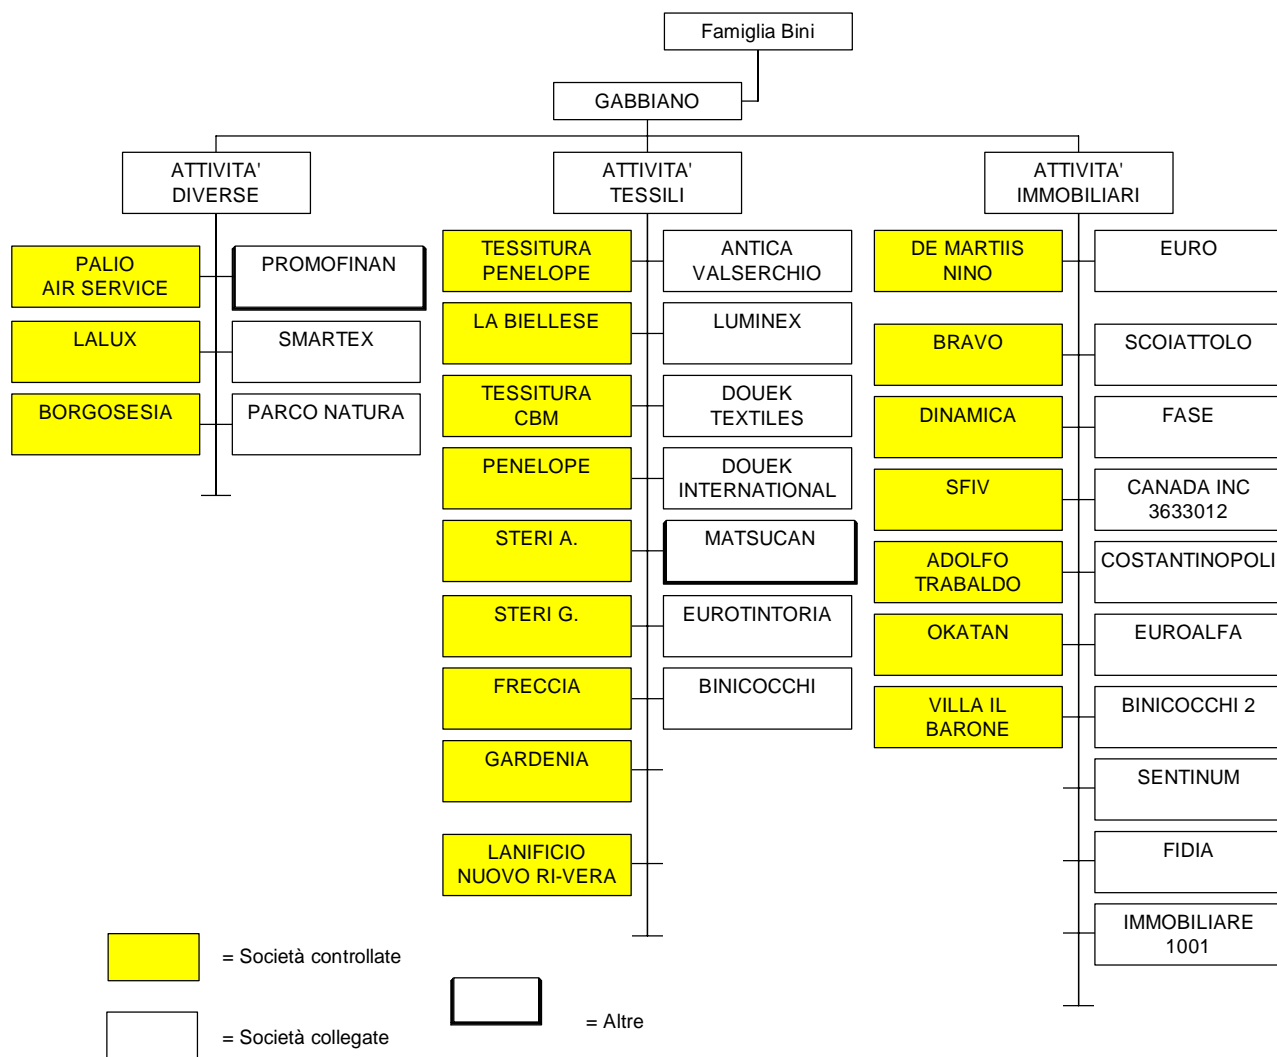 Famiglia Bini
GABBIANO
ATTIVITA'
DIVERSE
PALIO
AIR SERVICE
PROMOFINAN
LALUX
SMARTEX
BORGOSESIA
PARCO NATURA
ATTIVITA'
TESSILI
TESSITURA
PENELOPE
ANTICA
VALSERCHIO
LA BIELLESE
LUMINEX
TESSITURA
CBM
DOUEK
TEXTILES
PENELOPE
DOUEK
INTERNATIONAL
STERI A.
MATSUCAN
STERI G.
EUROTINTORIA
FRECCIA
BINICOCCHI
GARDENIA
LANIFICIO
NUOVO RI-VERA
ATTIVITA'
IMMOBILIARI
DE MARTIIS
NINO
EURO
BRAVO
SCOIATTOLO
DINAMICA
FASE
SFIV
CANADA INC
3633012
ADOLFO
TRABALDO
COSTANTINOPOLI
OKATAN
EUROALFA
VILLA IL
BARONE
BINICOCCHI 2
SENTINUM
FIDIA
IMMOBILIARE
1001
= Società controllate
= Società collegate
= Altre